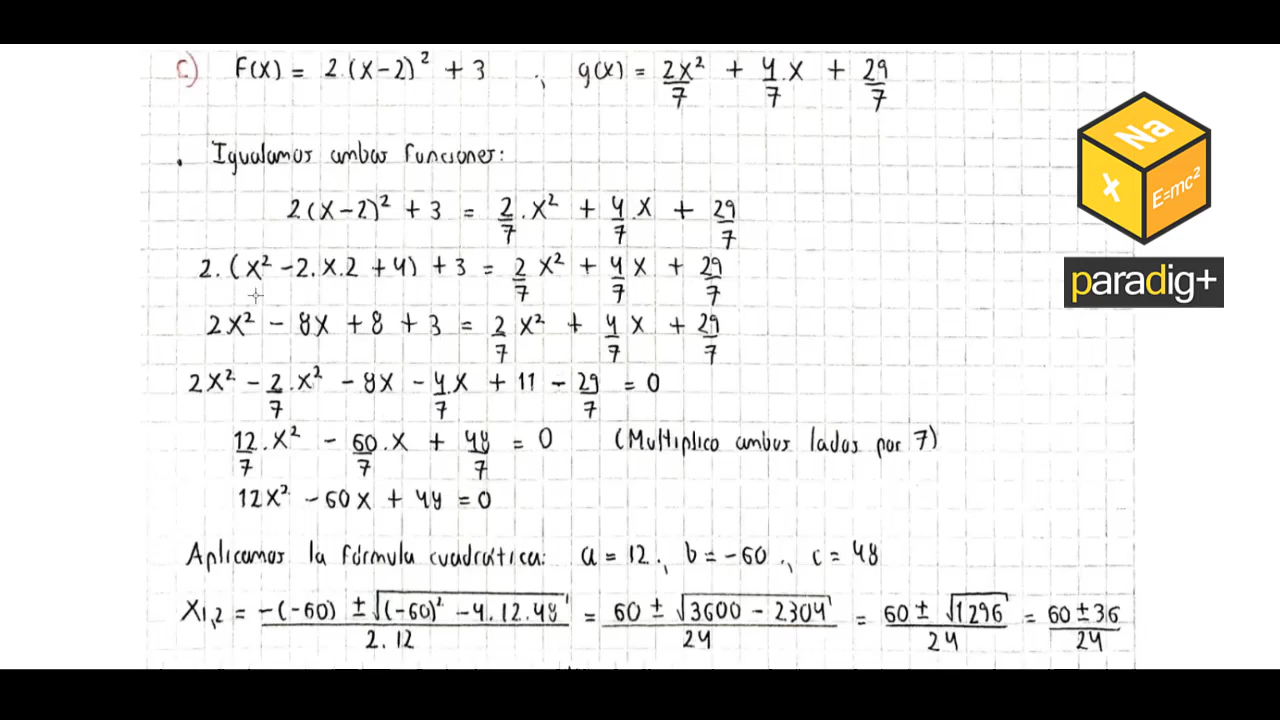 c) F(x) = 2.(x-2)² + 3 ; g(x) = 2x²/7 + 4/7.x + 29/7
Na
x E=mc²
paradig+
. Igualamos ambas funciones:
2(x-2)² + 3 = 2/7.x² + 4/7.x + 29/7
2.(x² -2.x.2 +4) + 3 = 2/7 x² + 4/7 x + 29/7
2x² - 8x + 8 + 3 = 2/7 x² + 4/7 x + 29/7
2x² - 2/7.x² - 8x - 4/7.x + 11 - 29/7 = 0
12/7.x² - 60/7.x + 48/7 = 0 (Multiplico ambos lados por 7)
12x² - 60x + 48 = 0
Aplicamos la fórmula cuadrática: a = 12 ; b = -60 ; c = 48
x1,2 = (-(-60) ± √((-60)² - 4.12.48))/(2.12) = (60 ± √(3600 - 2304))/24 = (60 ± √1296)/24 = (60 ± 36)/24